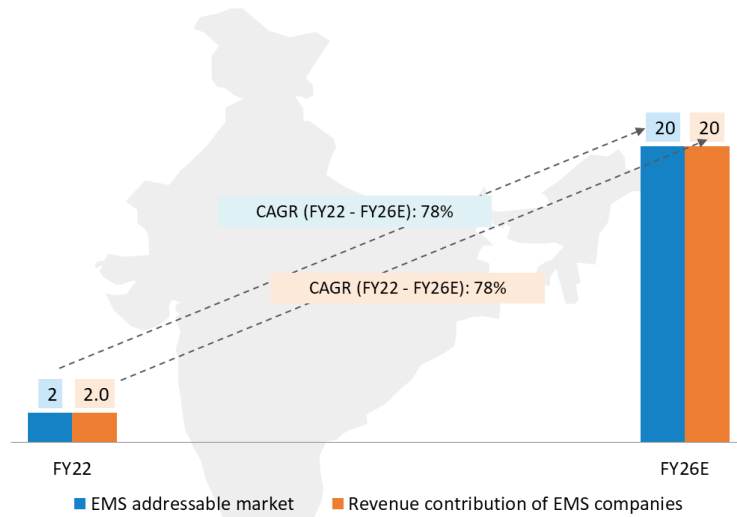 20 20
CAGR (FY22 - FY26E): 78%
CAGR (FY22 - FY26E): 78%
2 2.0
FY22 FY26E
EMS addressable market Revenue contribution of EMS companies